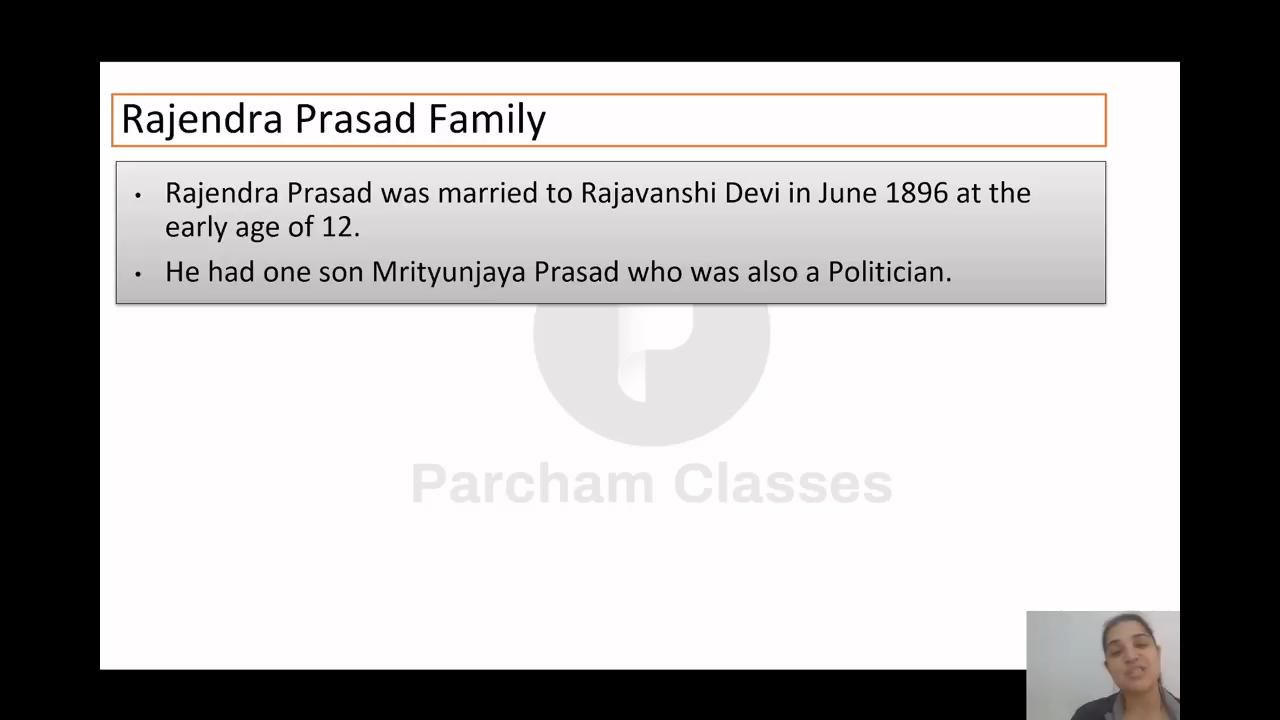 Rajendra Prasad Family
• Rajendra Prasad was married to Rajavanshi Devi in June 1896 at the
early age of 12.
• He had one son Mrityunjaya Prasad who was also a Politician.
Parcham Classes